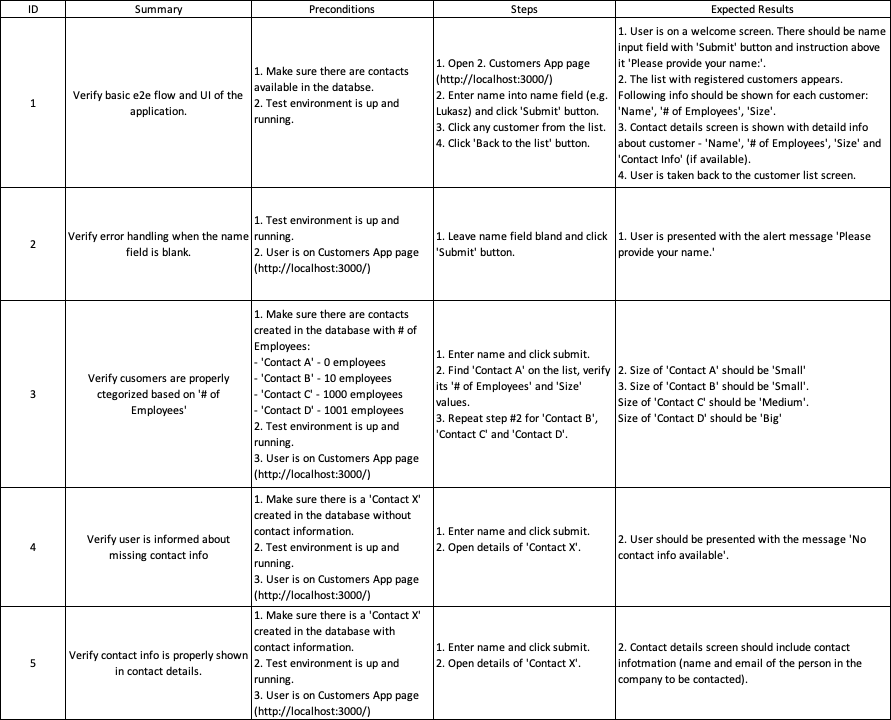 ID Summary Preconditions Steps Expected Results
1
Verify basic e2e flow and UI of the
application.
1. Make sure there are contacts
available in the databse.
2. Test environment is up and
running.
1. Open 2. Customers App page
(http://localhost:3000/)
2. Enter name into name field (e.g.
Lukasz) and click 'Submit' button.
3. Click any customer from the list.
4. Click 'Back to the list' button.
1. User is on a welcome screen. There should be name
input field with 'Submit' button and instruction above
it 'Please provide your name:'.
2. The list with registered customers appears.
Following info should be shown for each customer:
'Name', '# of Employees', 'Size'.
3. Contact details screen is shown with detaild info
about customer - 'Name', '# of Employees', 'Size' and
'Contact Info' (if available).
4. User is taken back to the customer list screen.
2
Verify error handling when the name
field is blank.
1. Test environment is up and
running.
2. User is on Customers App page
(http://localhost:3000/)
1. Leave name field bland and click
'Submit' button.
1. User is presented with the alert message 'Please
provide your name.'
3
Verify cusomers are properly
ctegorized based on '# of
Employees'
1. Make sure there are contacts
created in the database with # of
Employees:
- 'Contact A' - 0 employees
- 'Contact B' - 10 employees
- 'Contact C' - 1000 employees
- 'Contact D' - 1001 employees
2. Test environment is up and
running.
3. User is on Customers App page
(http://localhost:3000/)
1. Enter name and click submit.
2. Find 'Contact A' on the list, verify
its '# of Employees' and 'Size'
values.
3. Repeat step #2 for 'Contact B',
'Contact C' and 'Contact D'.
2. Size of 'Contact A' should be 'Small'
3. Size of 'Contact B' should be 'Small'.
Size of 'Contact C' should be 'Medium'.
Size of 'Contact D' should be 'Big'
4
Verify user is informed about
missing contact info
1. Make sure there is a 'Contact X'
created in the database without
contact information.
2. Test environment is up and
running.
3. User is on Customers App page
(http://localhost:3000/)
1. Enter name and click submit.
2. Open details of 'Contact X'.
2. User should be presented with the message 'No
contact info available'.
5
Verify contact info is properly shown
in contact details.
1. Make sure there is a 'Contact X'
created in the database with
contact information.
2. Test environment is up and
running.
3. User is on Customers App page
(http://localhost:3000/)
1. Enter name and click submit.
2. Open details of 'Contact X'.
2. Contact details screen should include contact
infotmation (name and email of the person in the
company to be contacted).